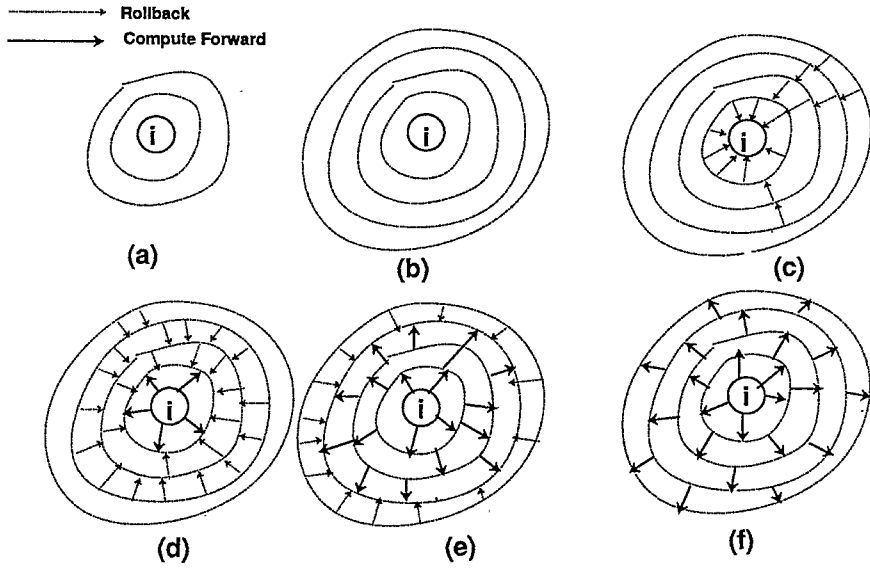 Rollback
Compute Forward
i
(a)
i
(b)
i
(c)
i
(d)
i
(e)
i
(f)